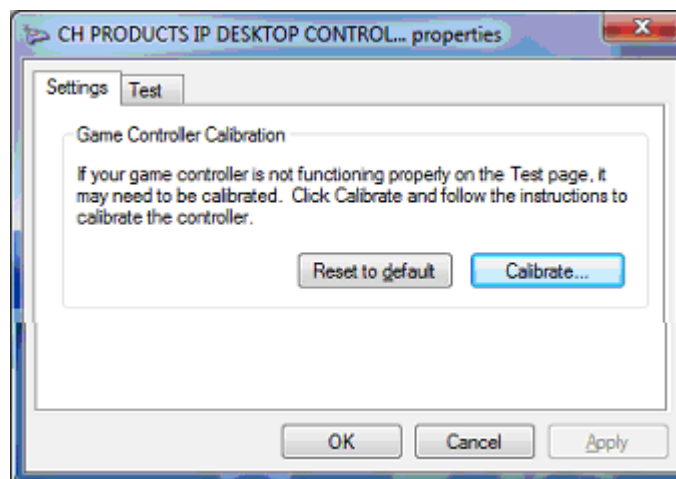 CH PRODUCTS IP DESKTOP CONTROL... properties
Settings Test
Game Controller Calibration
If your game controller is not functioning properly on the Test page, it
may need to be calibrated. Click Calibrate and follow the instructions to
calibrate the controller.
Reset to default Calibrate...
OK Cancel Apply